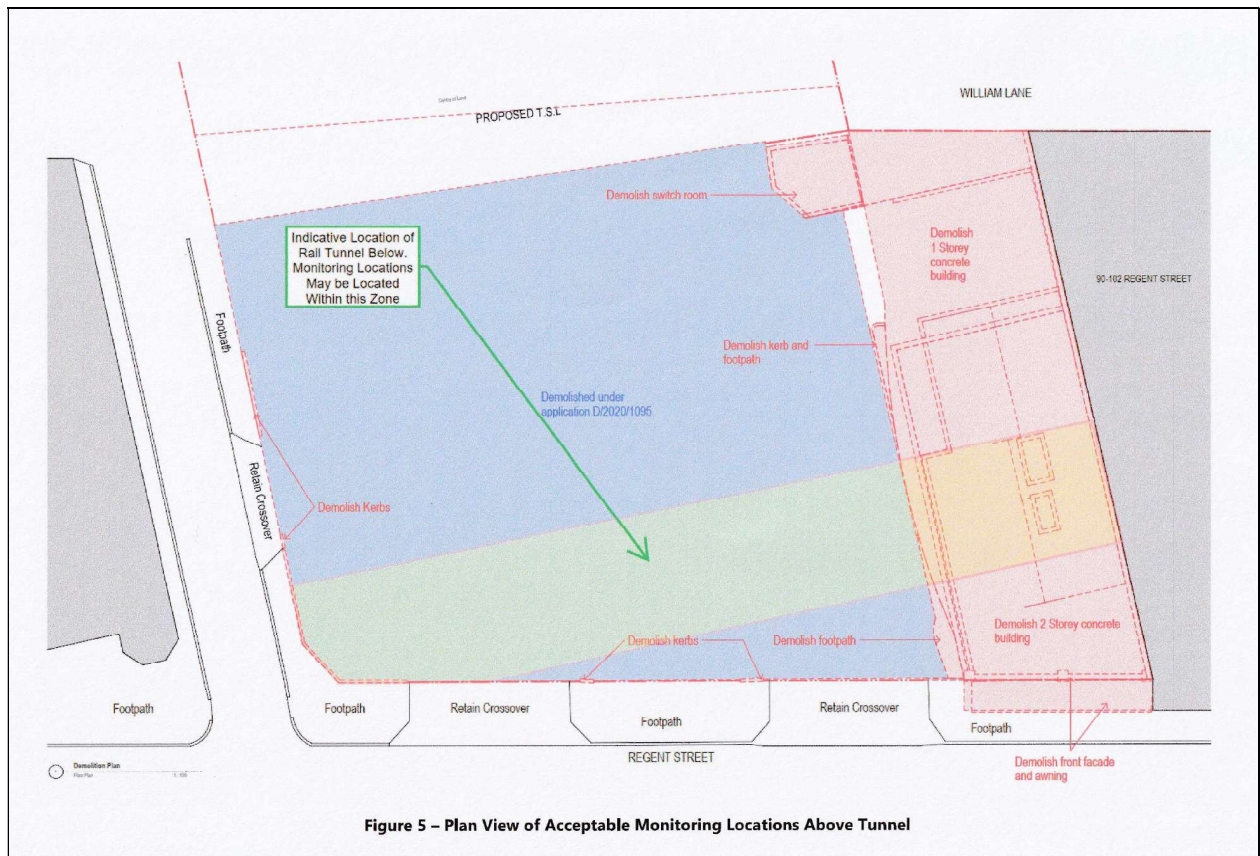 WILLIAM LANE
PROPOSED T.S.L
Demolish switch room
Indicative Location of
Rail Tunnel Below.
Monitoring Locations
May be Located
Within this Zone
Demolish
1 Storey
concrete
building
90-102 REGENT STREET
Footpath
Demolish kerb and
footpath
Demolished under
application D/2020/1095
Retain Crossover
Demolish Kerbs
Demolish kerbs
Demolish footpath
Demolish 2 Storey concrete
building
Footpath
Footpath
Retain Crossover
Footpath
Retain Crossover
Footpath
REGENT STREET
Demolish front facade
and awning
Demolition Plan
Figure 5 – Plan View of Acceptable Monitoring Locations Above Tunnel